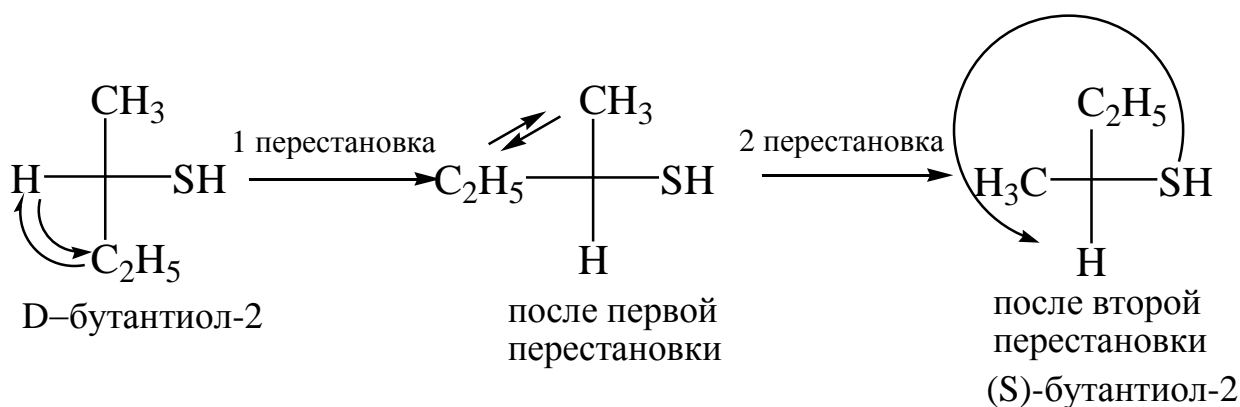 CH3
H SH
C2H5
D–бутантиол-2
1 перестановка
CH3
C2H5 SH
H
после первой
перестановки
2 перестановка
C2H5
H3C SH
H
после второй
перестановки
(S)-бутантиол-2